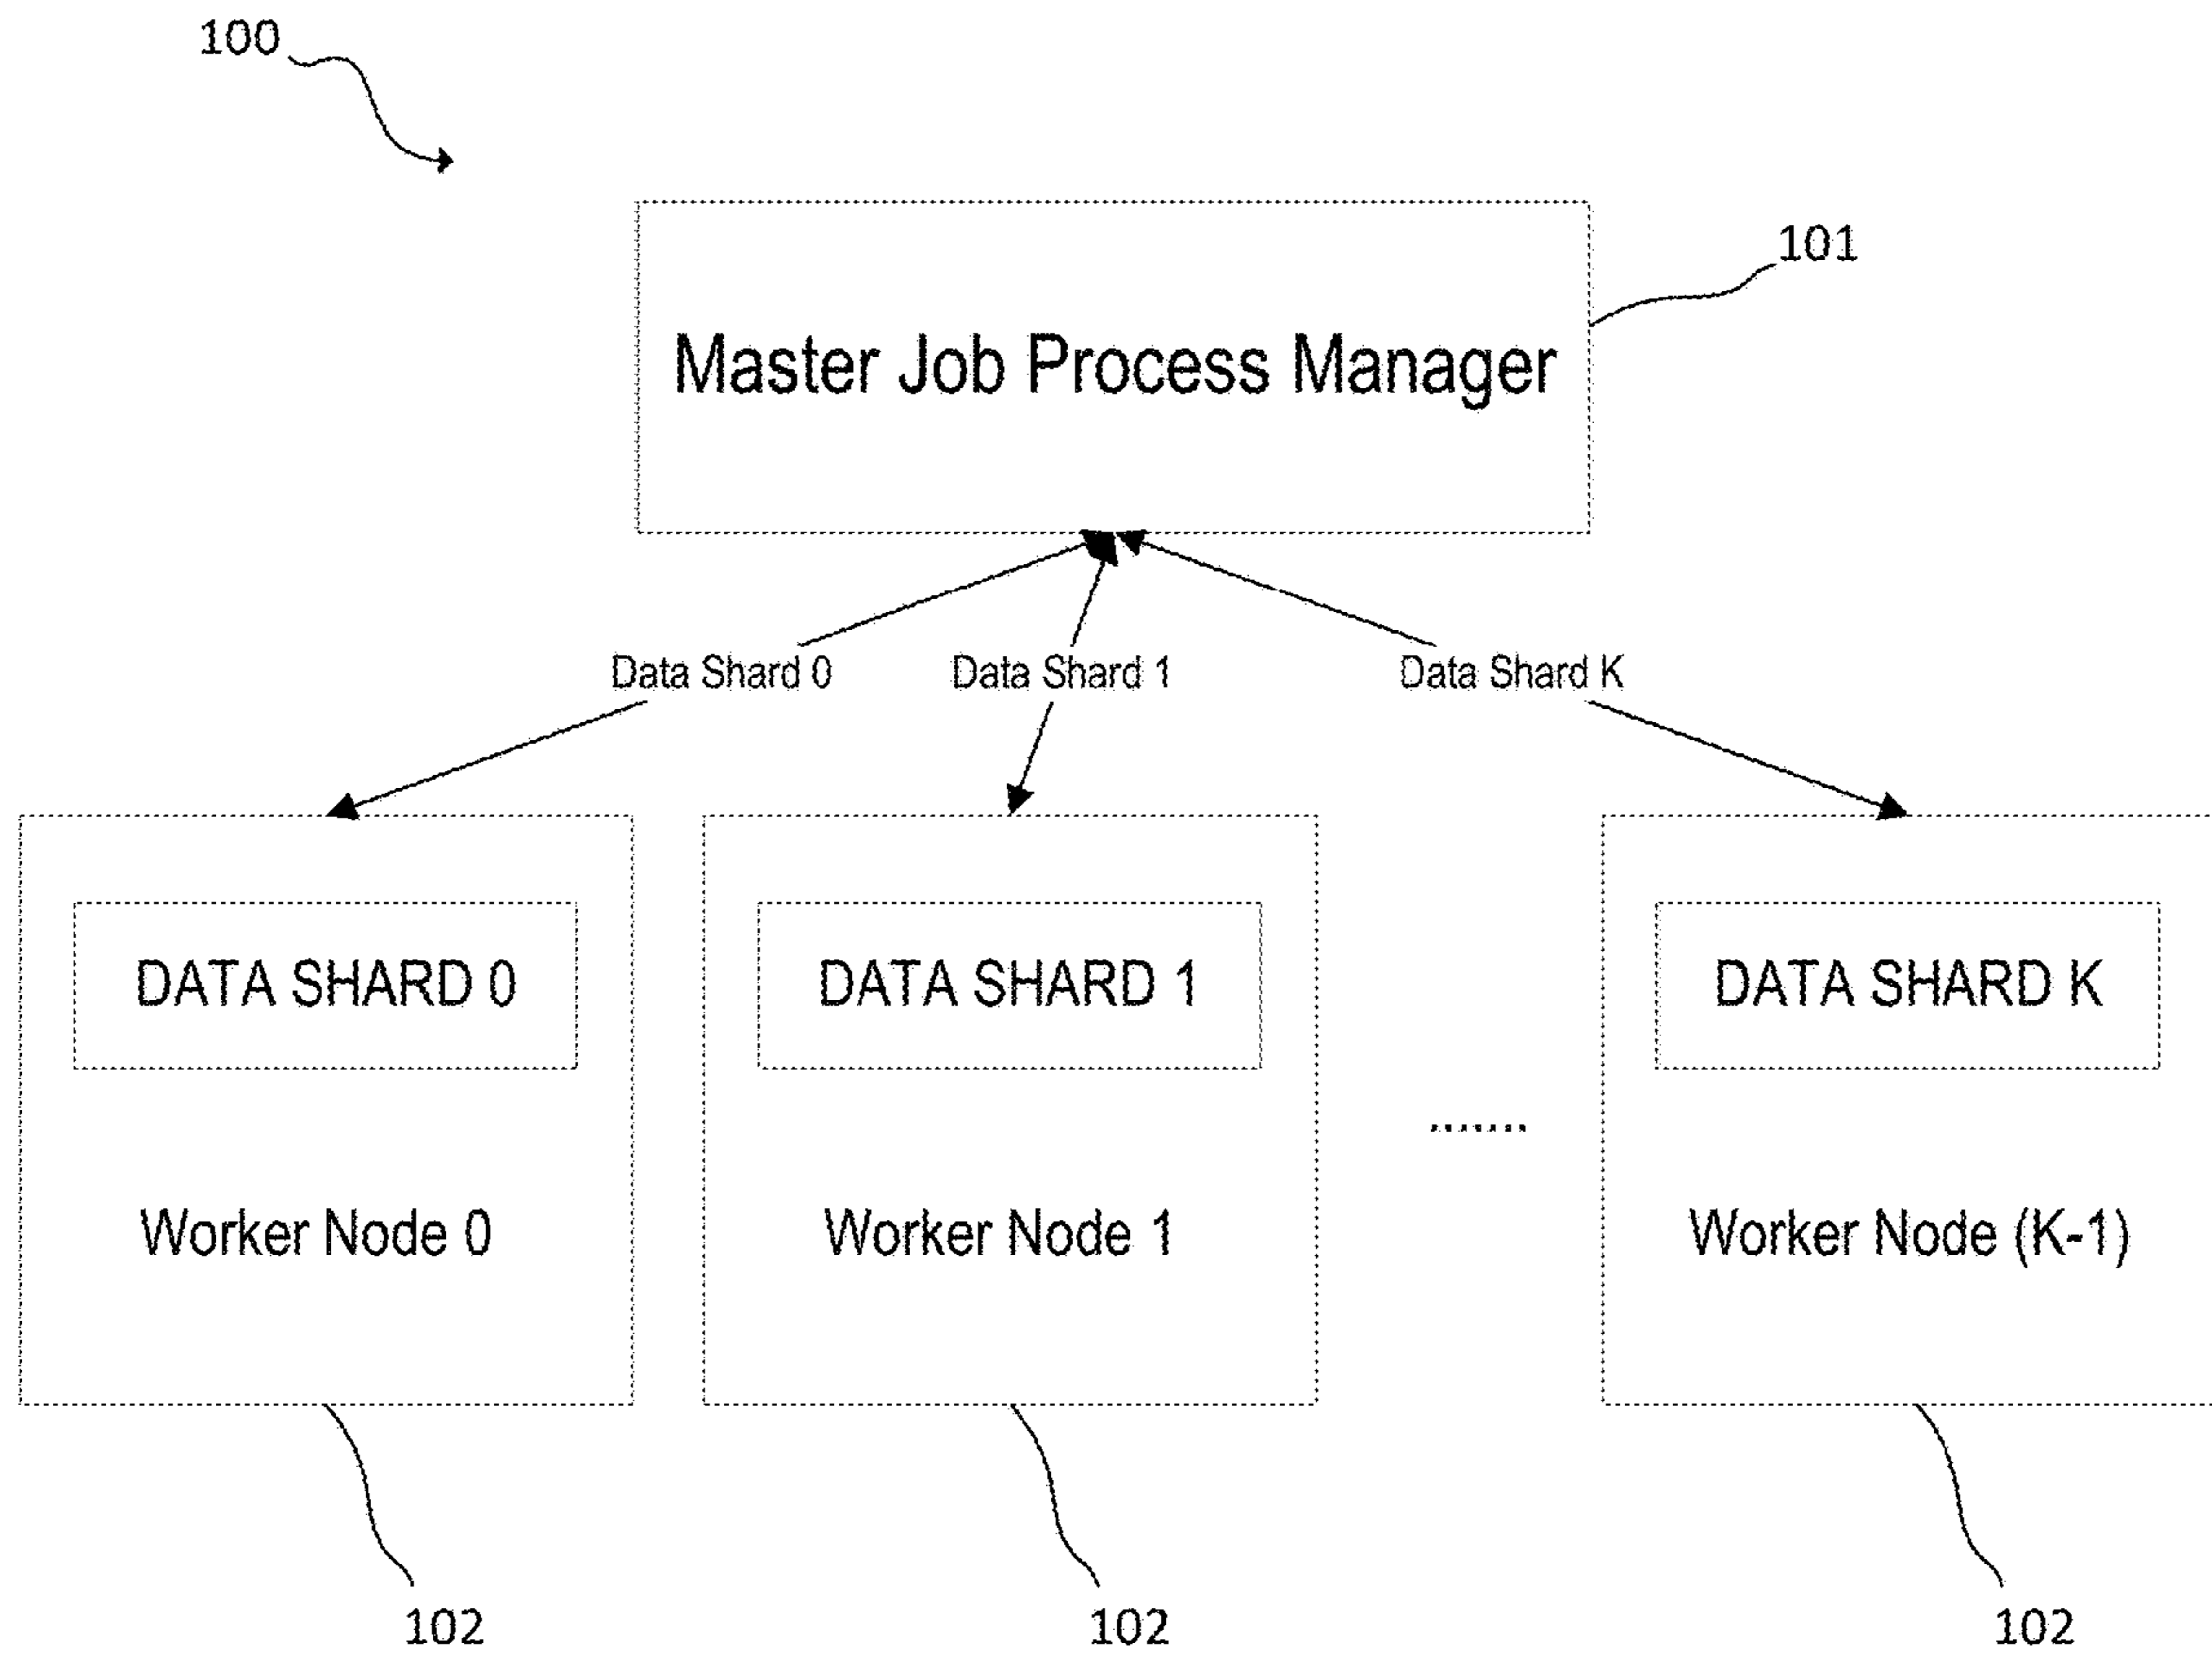 100
101
Master Job Process Manager
Data Shard 0
Data Shard 1
Data Shard K
DATA SHARD 0
DATA SHARD 1
DATA SHARD K
Worker Node 0
Worker Node 1
Worker Node (K-1)
102
102
102